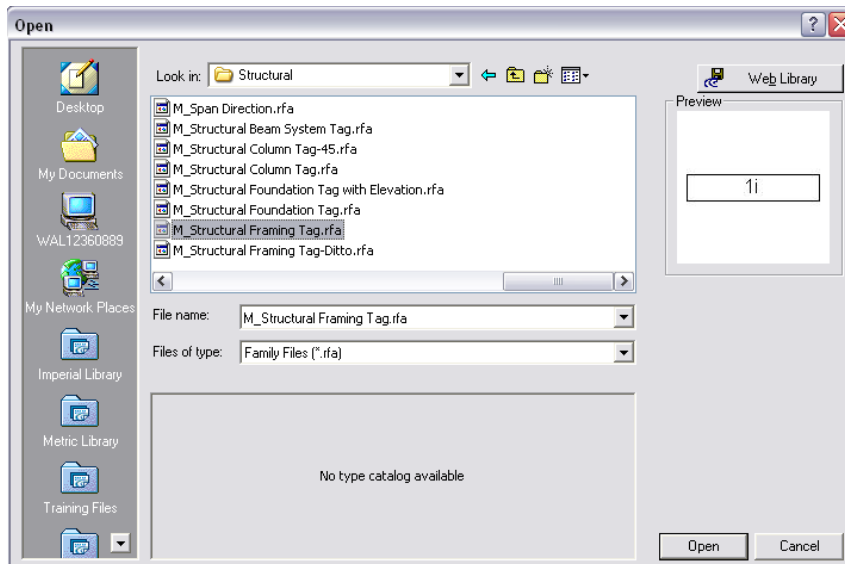 Open
Desktop
My Documents
WAL12360889
My Network Places
Imperial Library
Metric Library
Training Files
Look in:
Structural
M_Span Direction.rfa
M_Structural Beam System Tag.rfa
M_Structural Column Tag-45.rfa
M_Structural Column Tag.rfa
M_Structural Foundation Tag with Elevation.rfa
M_Structural Foundation Tag.rfa
M_Structural Framing Tag.rfa
M_Structural Framing Tag-Ditto.rfa
File name:
M_Structural Framing Tag.rfa
Files of type:
Family Files (*.rfa)
No type catalog available
Web Library
Preview
1i
Open
Cancel